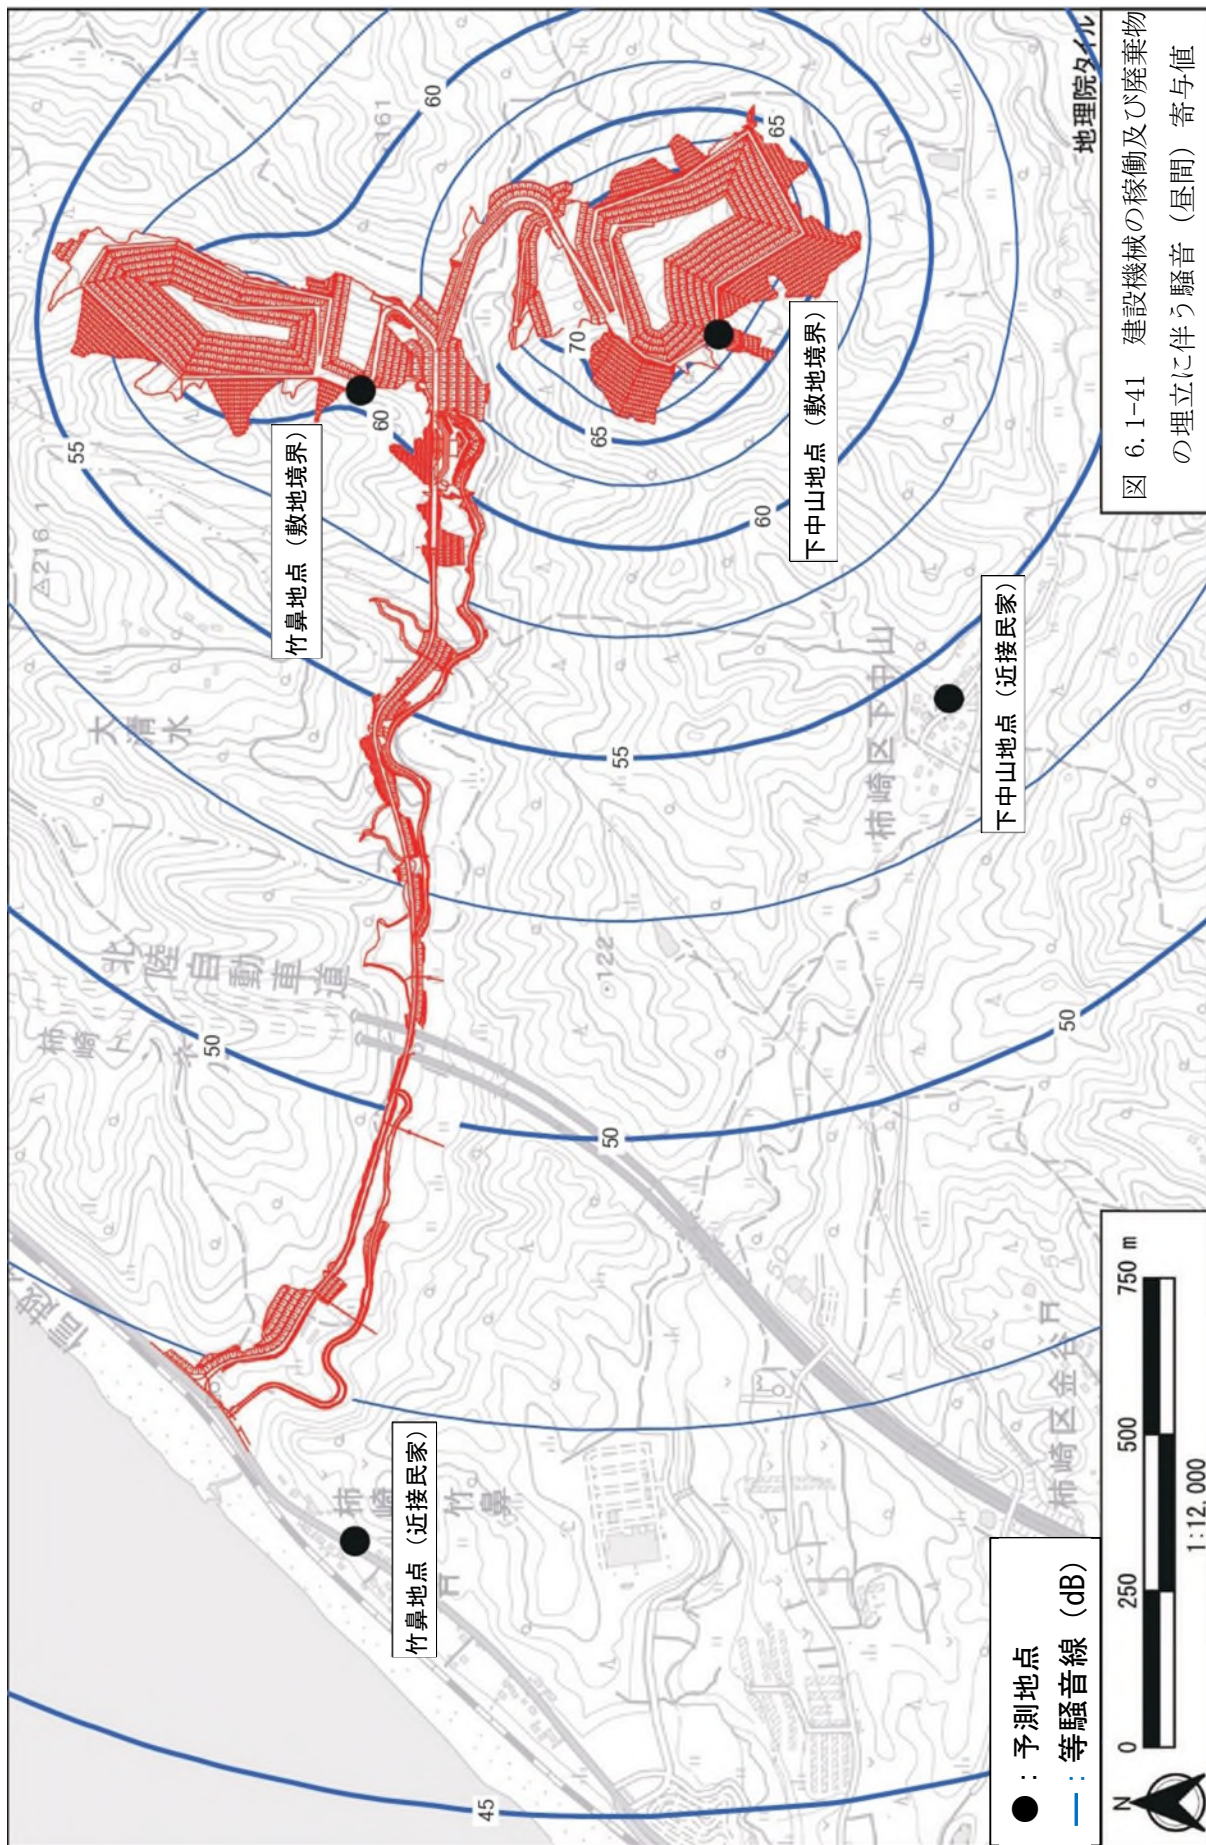 地理院タイル
図 6.1-41 建設機械の稼働及び廃棄物
の埋立に伴う騒音（昼間）寄与値
竹鼻地点（敷地境界）
下中山地点（敷地境界）
下中山地点（近接民家）
竹鼻地点（近接民家）
60
161
65
70
65
60
60
55
55
50
50
50
45
△216.1
大清水
北陸自動車道
柿崎区下中山
・122
柿崎区金谷
信越
N
0 250 500 750 m
1:12,000
●：予測地点
―：等騒音線（dB）